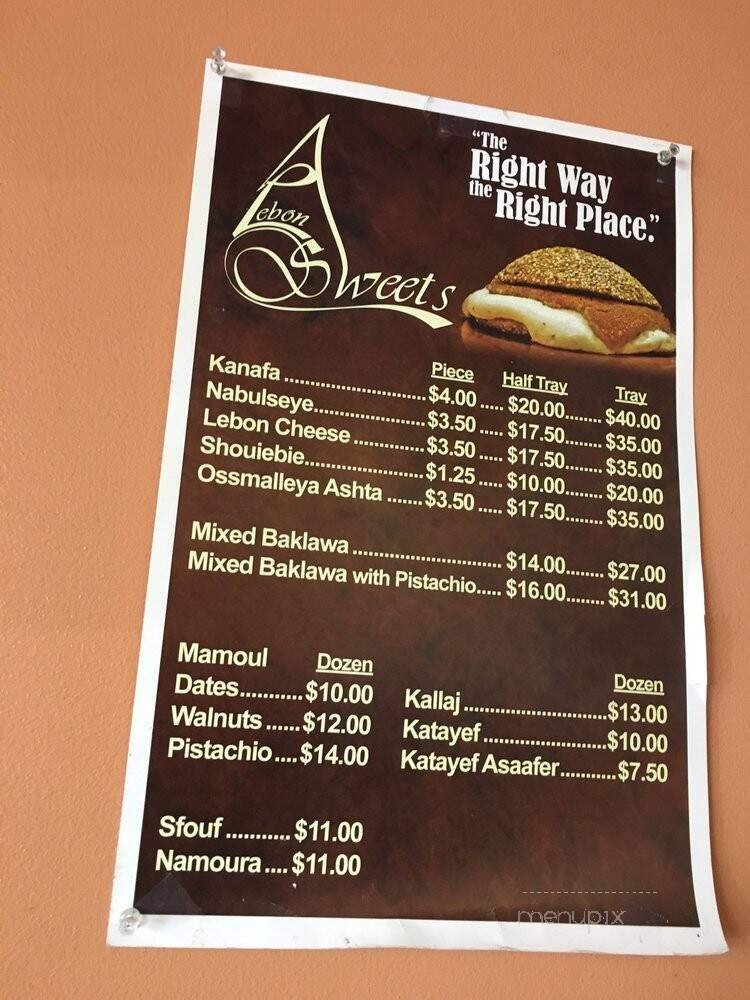 Lebon
Sweets
“The
Right Way
the Right Place.”
Piece Half Tray Tray
Kanafa ........ $4.00 ..... $20.00 ....... $40.00
Nabulseye........ $3.50 ..... $17.50 ....... $35.00
Lebon Cheese ........ $3.50 ..... $17.50 ....... $35.00
Shouiebie........ $1.25 ..... $10.00 ....... $20.00
Ossmalleya Ashta ....... $3.50 ..... $17.50 ....... $35.00
Mixed Baklawa ........ $14.00 ....... $27.00
Mixed Baklawa with Pistachio..... $16.00 ....... $31.00
Mamoul Dozen
Dates........... $10.00
Walnuts ...... $12.00
Pistachio.... $14.00
Dozen
Kallaj ........ $13.00
Katayef ........ $10.00
Katayef Asaafer........... $7.50
Sfouf ........... $11.00
Namoura .... $11.00
menupix